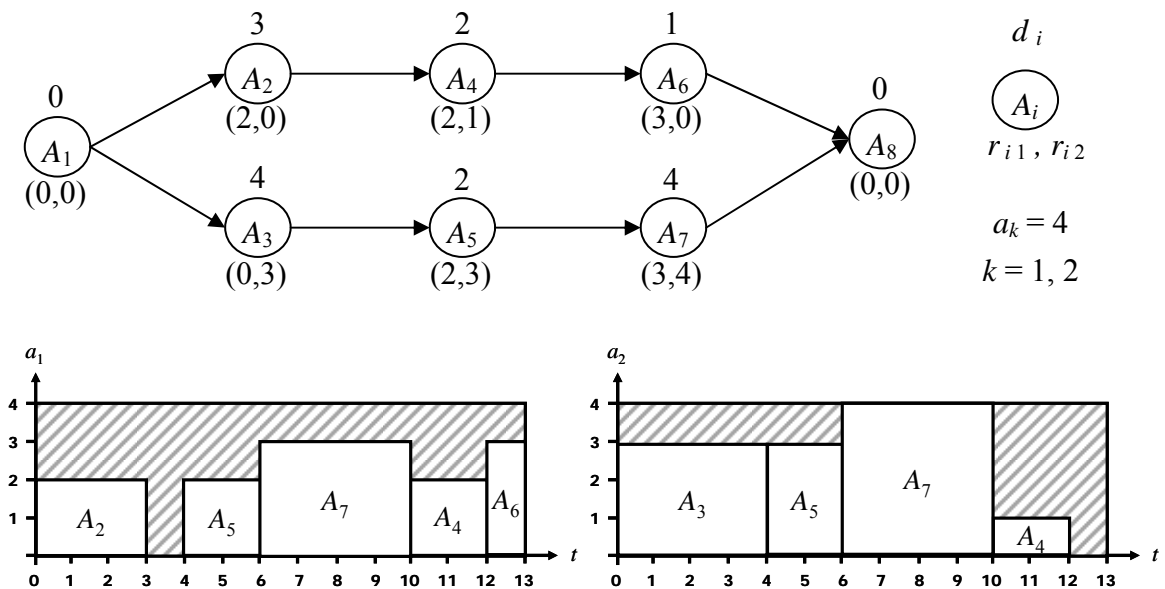 3 2 1
d i
0 A2 A4 A6 0 Ai
(2,0) (2,1) (3,0)
A1 A8 r i 1 , r i 2
(0,0) 4 2 4 (0,0)
A3 A5 A7 ak = 4
(0,3) (2,3) (3,4) k = 1, 2
a1
4
3
2
1
A2 A5 A7 A4 A6
t
0 1 2 3 4 5 6 7 8 9 10 11 12 13
a2
4
3
2
1
A3 A5 A7 A4
t
0 1 2 3 4 5 6 7 8 9 10 11 12 13